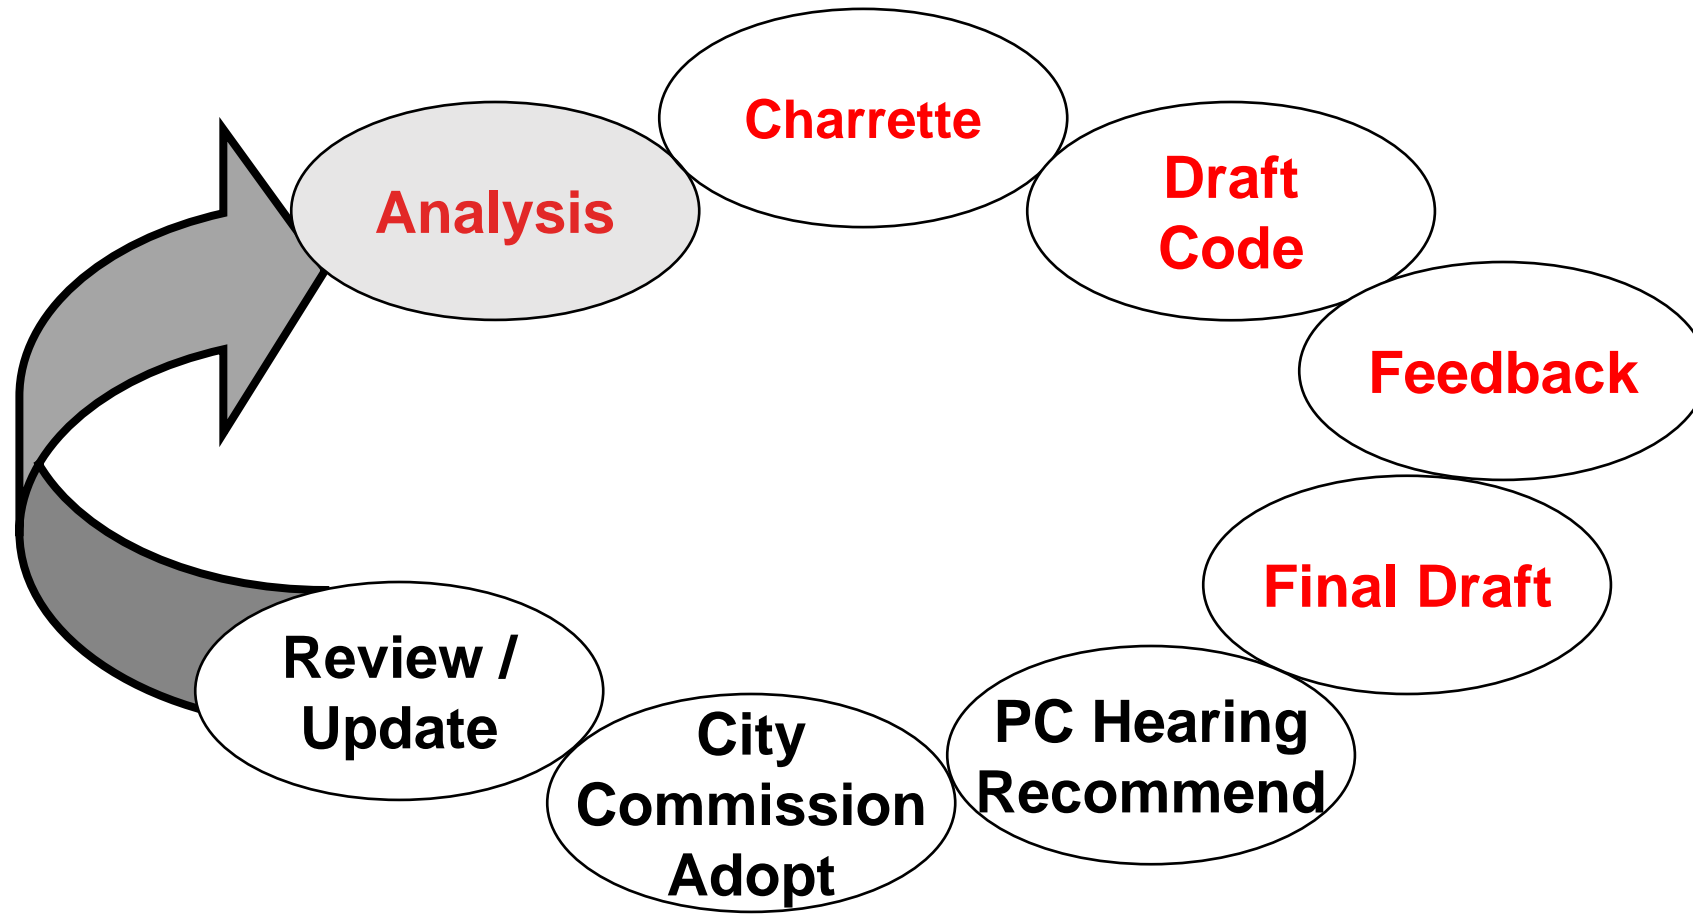 Charrette
Analysis
Draft
Code
Feedback
Final Draft
PC Hearing
Recommend
City
Commission
Adopt
Review /
Update